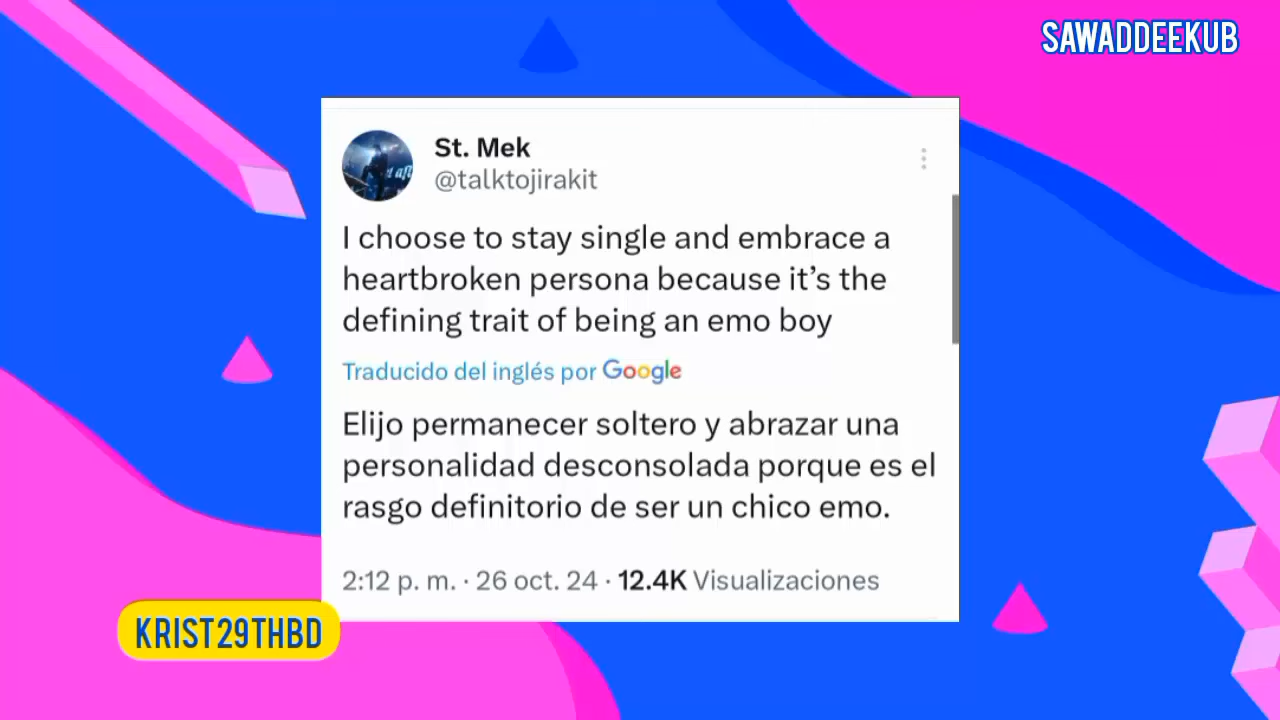 SAWADDEEKUB
St. Mek
@talktojirakit
I choose to stay single and embrace a
heartbroken persona because it’s the
defining trait of being an emo boy
Traducido del inglés por Google
Elijo permanecer soltero y abrazar una
personalidad desconsolada porque es el
rasgo definitorio de ser un chico emo.
2:12 p. m. · 26 oct. 24 · 12.4K Visualizaciones
KRIST29THBD